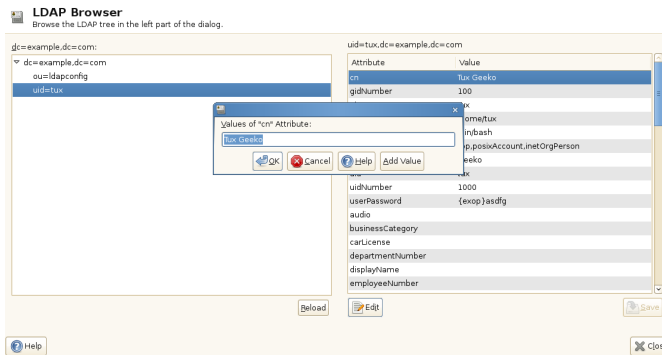 LDAP Browser
Browse the LDAP tree in the left part of the dialog.
dc=example,dc=com:
dc=example,dc=com
ou=ldapconfig
uid=tux
Reload
uid=tux,dc=example,dc=com
Attribute Value
cn Tux Geeko
gidNumber 100
ome/tux
in/bash
op,posixAccount,inetOrgPerson
eeko
tux
uidNumber 1000
userPassword {exop}asdfg
audio
businessCategory
carLicense
departmentNumber
displayName
employeeNumber
Edit
Save
Values of "cn" Attribute:
Tux Geeko
OK Cancel Help Add Value
Help
Clos